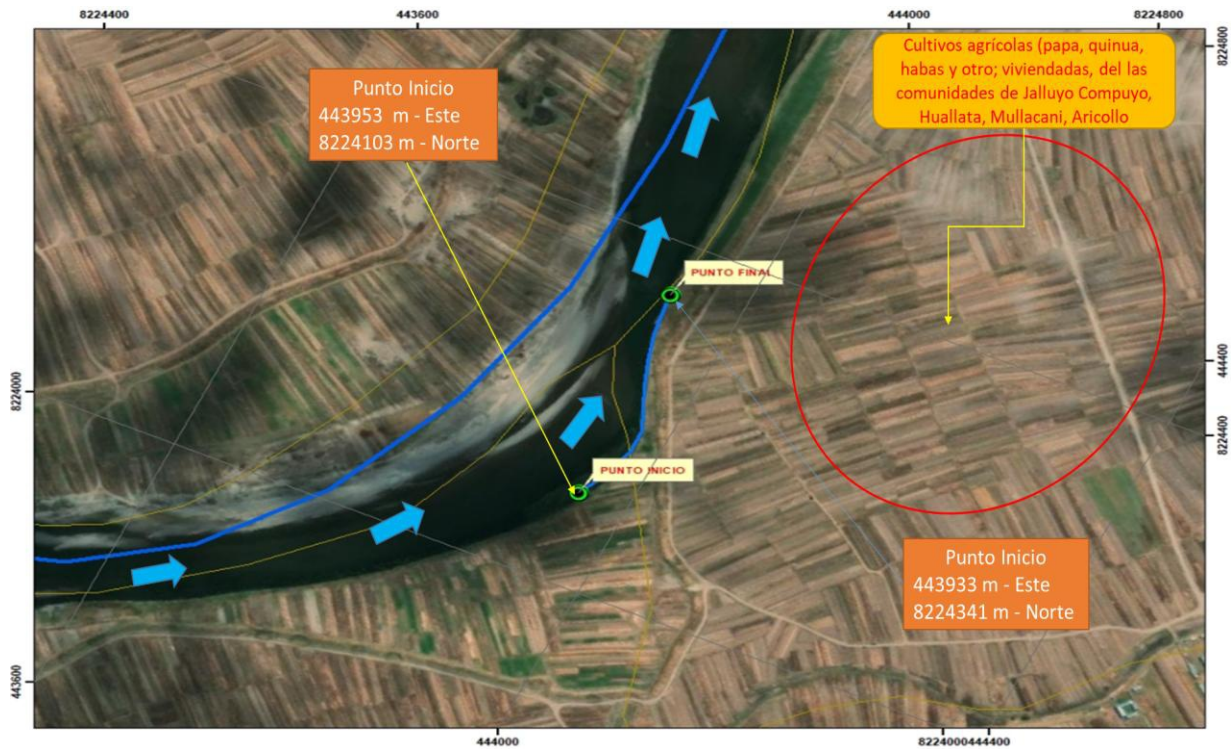 8224400
443600
444000
8224800
8224800
Punto Inicio
443953 m - Este
8224103 m - Norte
Cultivos agrícolas (papa, quinua,
habas y otro; viviendadas, del las
comunidades de Jalluyo Compuyo,
Huallata, Mullacani, Aricollo
PUNTO FINAL
444400
8224000
8224400
PUNTO INICIO
Punto Inicio
443933 m - Este
8224341 m - Norte
443600
444000
8224000444400